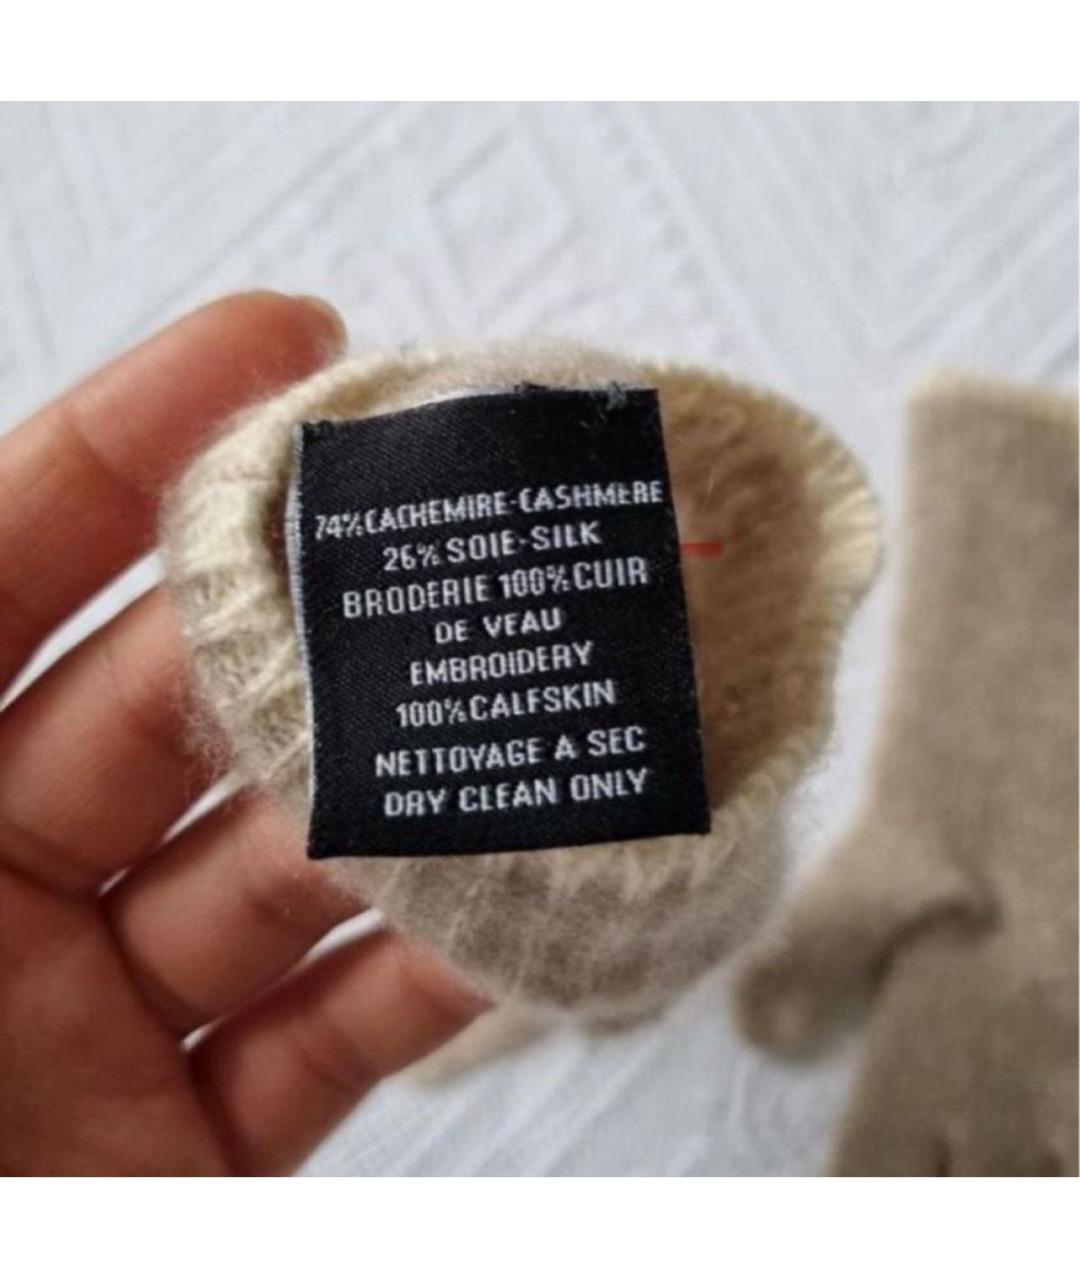 74% CACHEMIRE-CASHMERE
26% SOIE-SILK
BRODERIE 100% CUIR
DE VEAU
EMBROIDERY
100% CALFSKIN
NETTOYAGE A SEC
DRY CLEAN ONLY